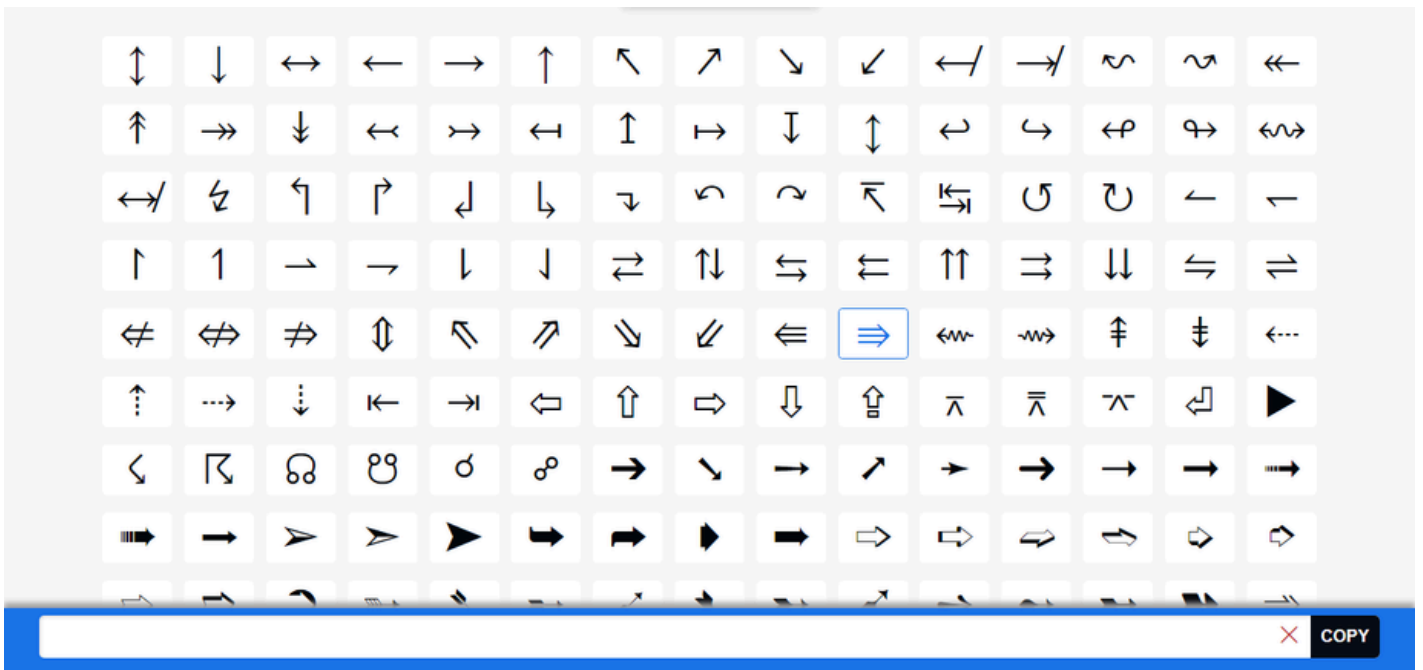 ↕ ↓ ↔ ← → ↑ ↖ ↗ ↘ ↙ ↚ ↛ ↜ ↝ ↞
↟ ↠ ↡ ↢ ↣ ↤ ↥ ↦ ↧ ↨ ↩ ↪ ↫ ↬ ↭
↮ ↯ ↰ ↱ ↲ ↳ ↴ ↶ ↷ ↸ ↹ ↺ ↻ ↼ ↽
↾ ↿ ⇀ ⇁ ⇂ ⇃ ⇄ ⇅ ⇆ ⇇ ⇈ ⇉ ⇊ ⇋ ⇌
⇍ ⇎ ⇏ ⇕ ⇖ ⇗ ⇘ ⇙ ⇚ ⇛ ⇜ ⇝ ⇞ ⇟ ⇠
⇡ ⇢ ⇣ ⇤ ⇥ ⇦ ⇧ ⇨ ⇩ ⇪ ⌅ ⌆ ⌤ ⏎ ▶
☇ ☈ ☊ ☋ ☌ ☍ ➔ ➘ ➙ ➚ ➛ ➜ ➝ ➞ ➟
➠ ➡ ➢ ➣ ➤ ➥ ➦ ➧ ➨ ➩ ➪ ➫ ➬ ➭ ➮
COPY